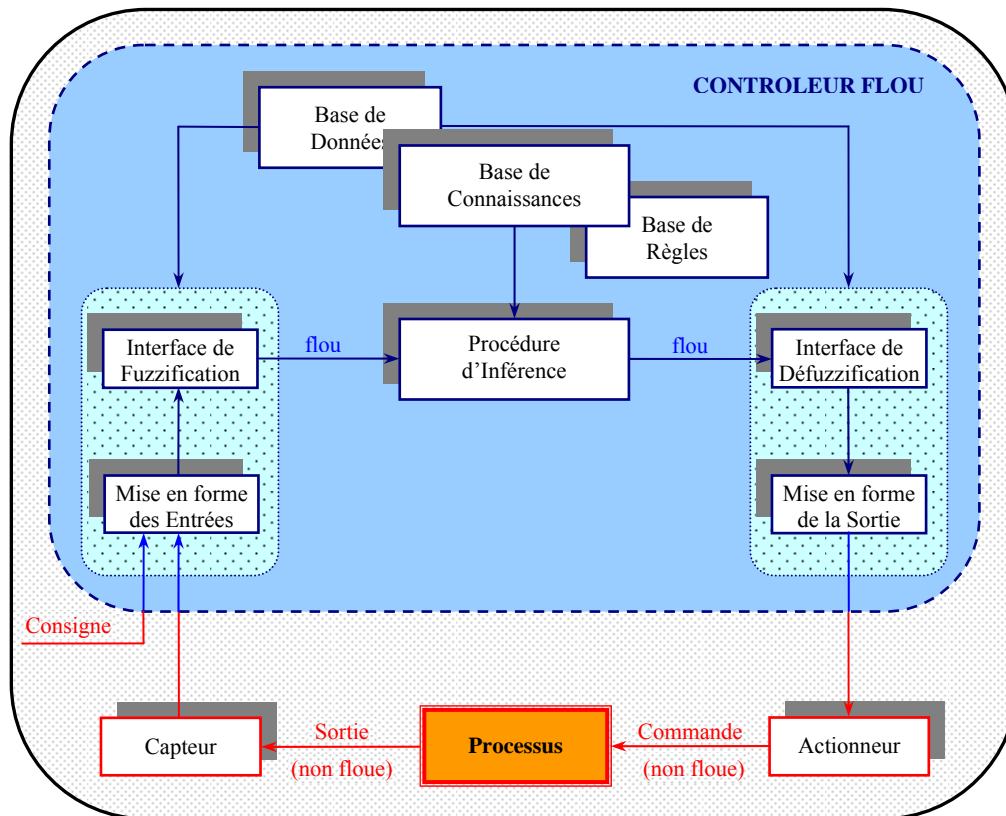 CONTROLEUR FLOU
Base de
Données
Base de
Connaissances
Base de
Règles
Interface de
Fuzzification
flou
Procédure
d’Inférence
flou
Interface de
Défuzzification
Mise en forme
des Entrées
Mise en forme
de la Sortie
Consigne
Capteur
Sortie
(non floue)
Processus
Commande
(non floue)
Actionneur